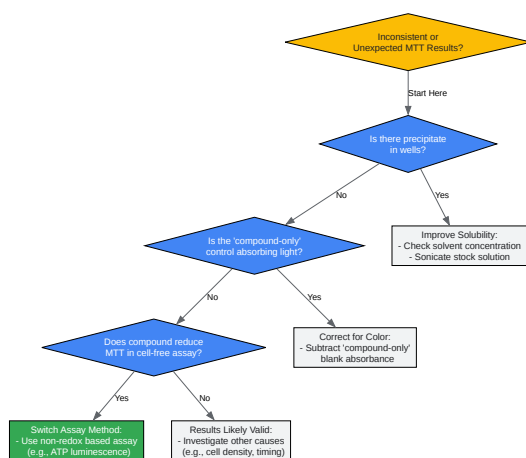 Inconsistent or
Unexpected MTT Results?
Start Here
Is there precipitate
in wells?
No
Yes
Improve Solubility:
- Check solvent concentration
- Sonicate stock solution
Is the 'compound-only'
control absorbing light?
No
Yes
Correct for Color:
- Subtract 'compound-only'
blank absorbance
Does compound reduce
MTT in cell-free assay?
Yes
No
Switch Assay Method:
- Use non-redox based assay
(e.g., ATP luminescence)
Results Likely Valid:
- Investigate other causes
(e.g., cell density, timing)